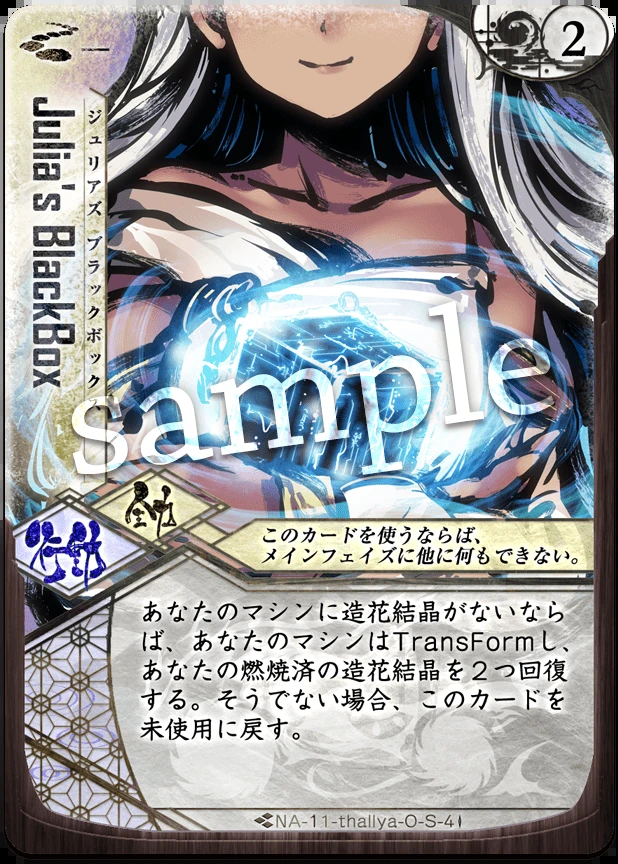 2
Julia's BlackBox
ジュリアズ ブラックボックス
sample
行動
全力
このカードを使うならば、
メインフェイズに他に何もできない。
あなたのマシンに造花結晶がないなら
ば、あなたのマシンはTransFormし、
あなたの燃焼済の造花結晶を２つ回復
する。そうでない場合、このカードを
未使用に戻す。
NA-11-thallya-O-S-4